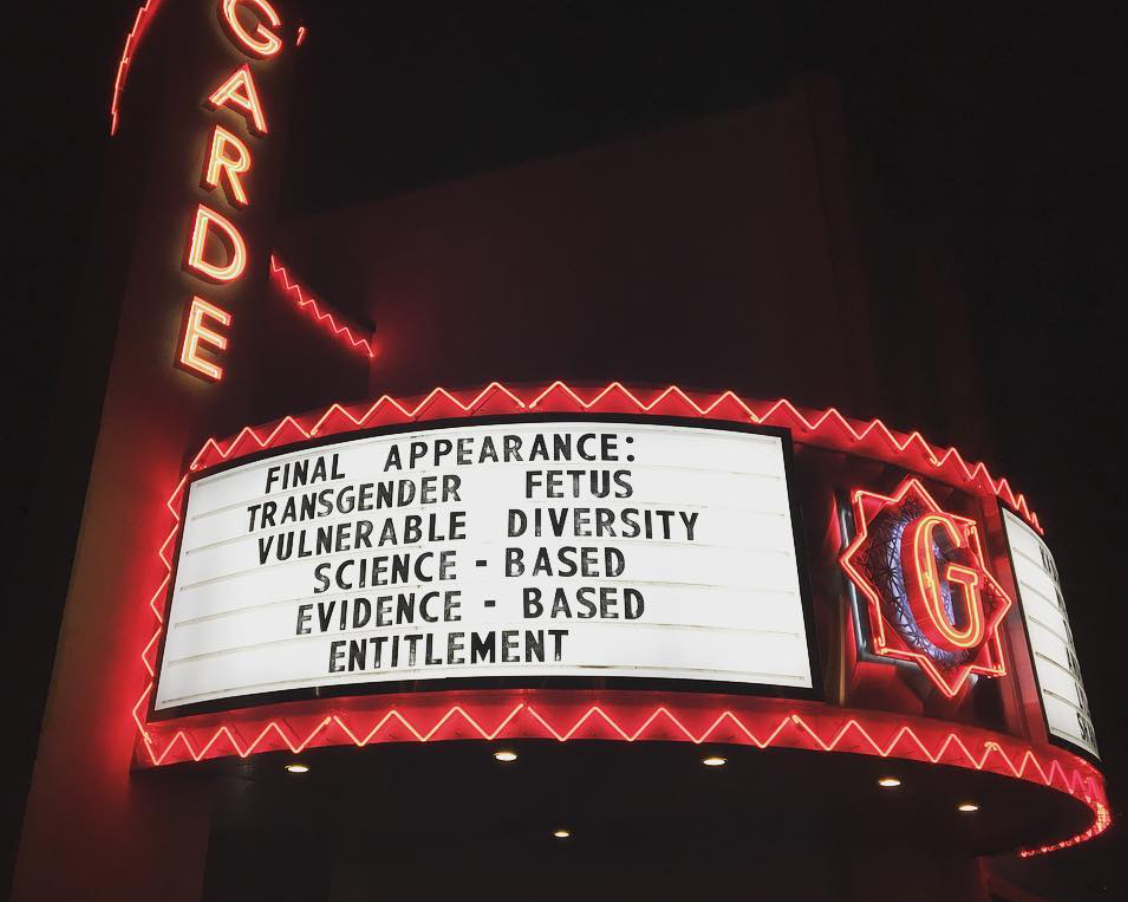 GARDE
FINAL APPEARANCE:
TRANSGENDER FETUS
VULNERABLE DIVERSITY
SCIENCE - BASED
EVIDENCE - BASED
ENTITLEMENT
G